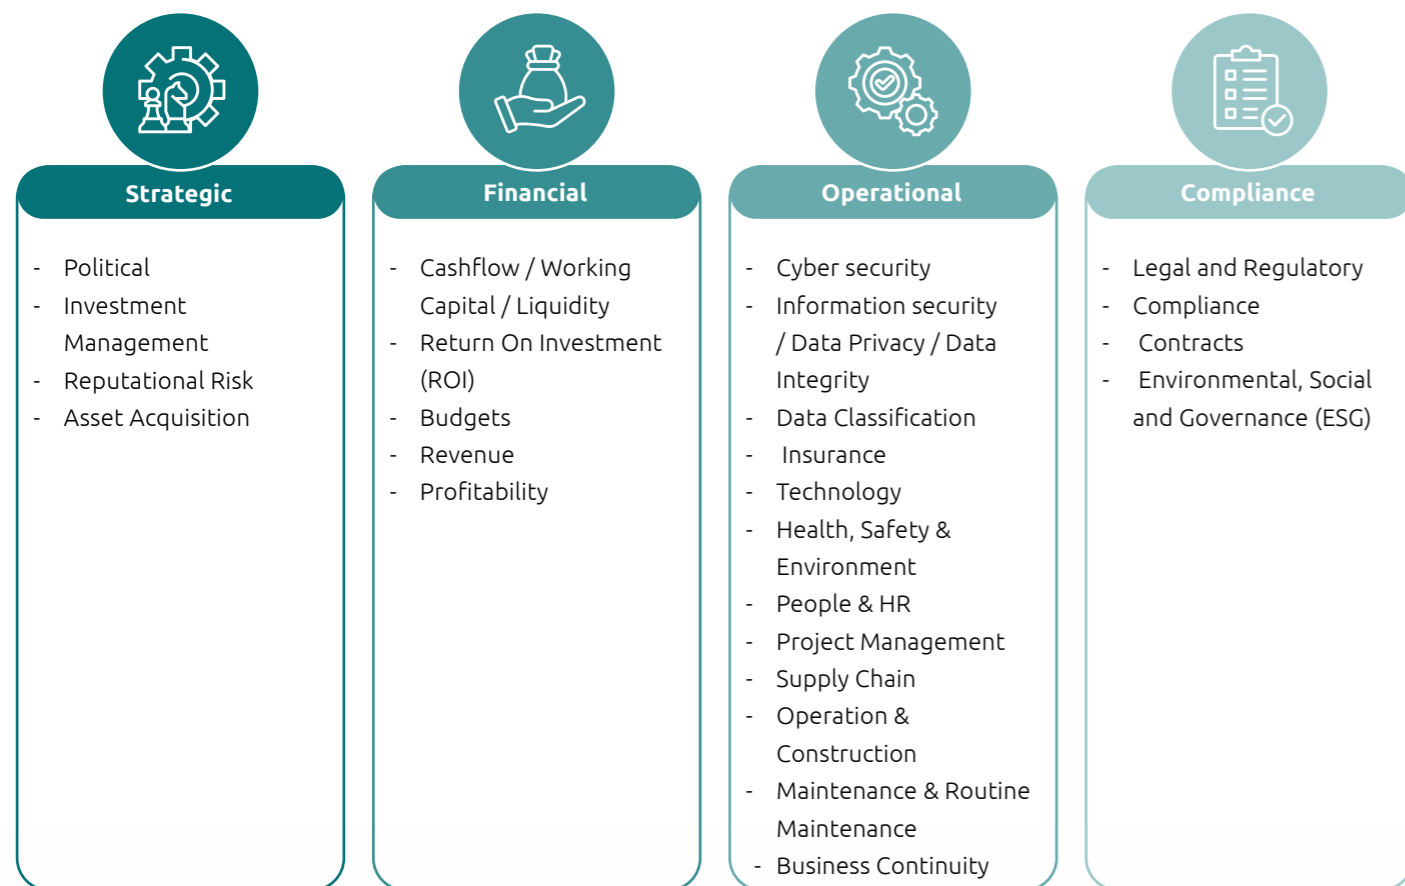 Strategic
- Political
- Investment
Management
- Reputational Risk
- Asset Acquisition
Financial
- Cashflow / Working
Capital / Liquidity
- Return On Investment
(ROI)
- Budgets
- Revenue
- Profitability
Operational
- Cyber security
- Information security
/ Data Privacy / Data
Integrity
- Data Classification
- Insurance
- Technology
- Health, Safety &
Environment
- People & HR
- Project Management
- Supply Chain
- Operation &
Construction
- Maintenance & Routine
Maintenance
- Business Continuity
Compliance
- Legal and Regulatory
- Compliance
- Contracts
- Environmental, Social
and Governance (ESG)